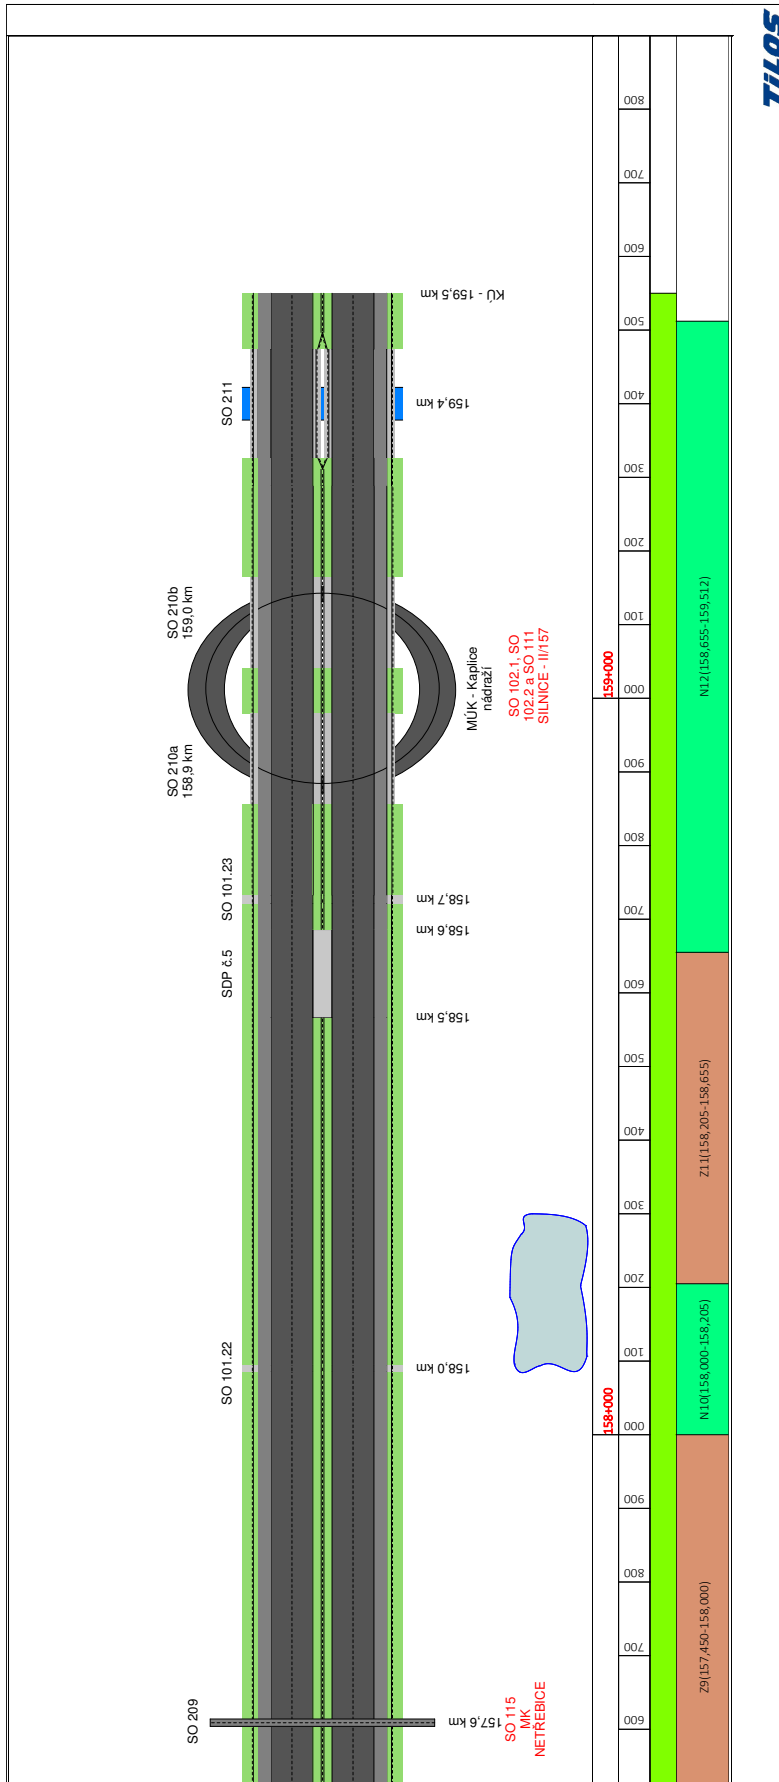 TiLOS
800
700
600
KÚ - 159,5 km
500
SO 211
159,4 km
400
300
200
SO 210b
159,0 km
100
N12(158,655-159,512)
MÚK - Kaplice
nádraží
SO 102.1, SO
102.2 a SO 111
SILNICE - II/157
159+000
000
SO 210a
158,9 km
900
800
SO 101.23
158,7 km
700
158,6 km
SDP č.5
600
158,5 km
500
Z11(158,205-158,655)
400
300
200
N10(158,000-158,205)
100
SO 101.22
158,0 km
158+000
000
900
800
Z9(157,450-158,000)
700
SO 209
157,6 km
SO 115
MK
NETŘEBICE
600